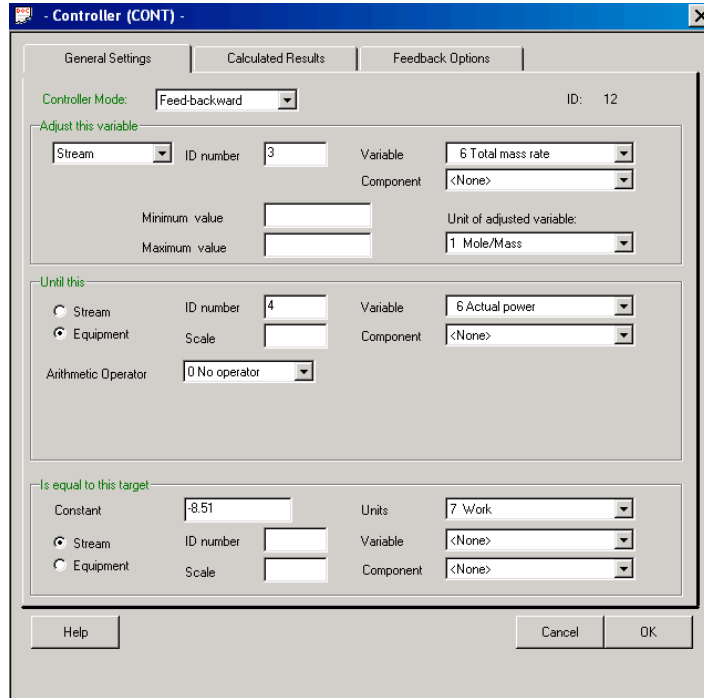 - Controller (CONT) -
General Settings Calculated Results Feedback Options
Controller Mode: Feed-backward ID: 12
Adjust this variable
Stream ID number 3 Variable 6 Total mass rate
Component <None>
Minimum value Unit of adjusted variable:
Maximum value 1 Mole/Mass
Until this
Stream ID number 4 Variable 6 Actual power
Equipment Scale Component <None>
Arithmetic Operator 0 No operator
Is equal to this target
Constant -8.51 Units 7 Work
Stream ID number Variable <None>
Equipment Scale Component <None>
Help Cancel OK